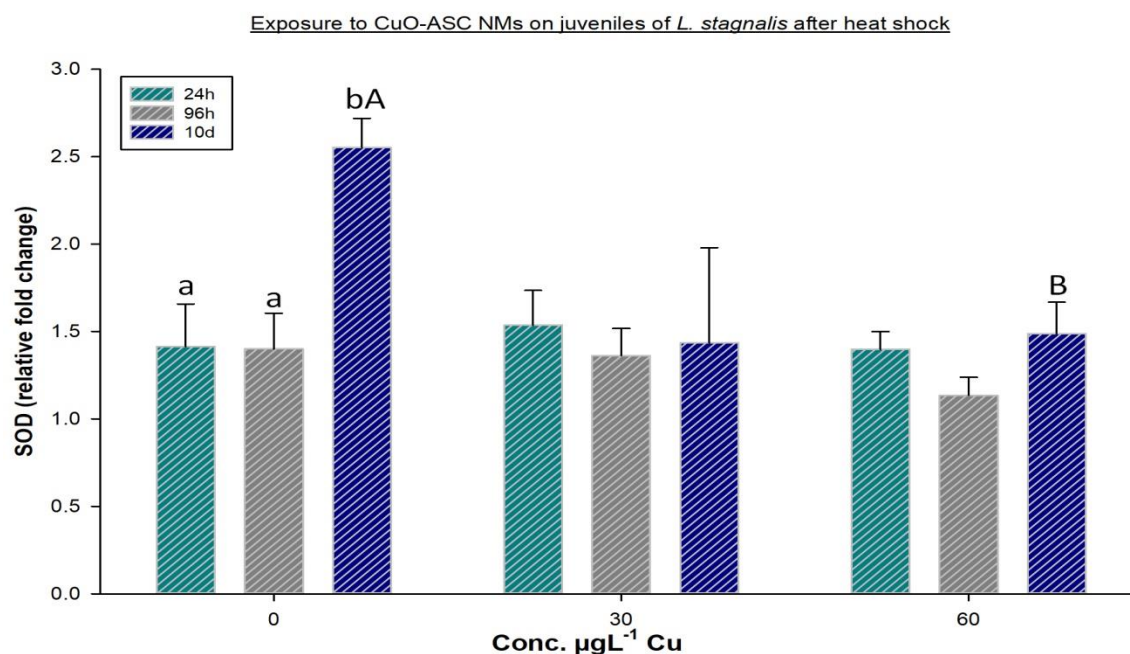 Exposure to CuO-ASC NMs on juveniles of L. stagnalis after heat shock
3.0
24h
96h
10d
bA
2.5
2.0
a
a
B
1.5
1.0
0.5
0.0
SOD (relative fold change)
0
30
60
Conc. µgL⁻¹ Cu